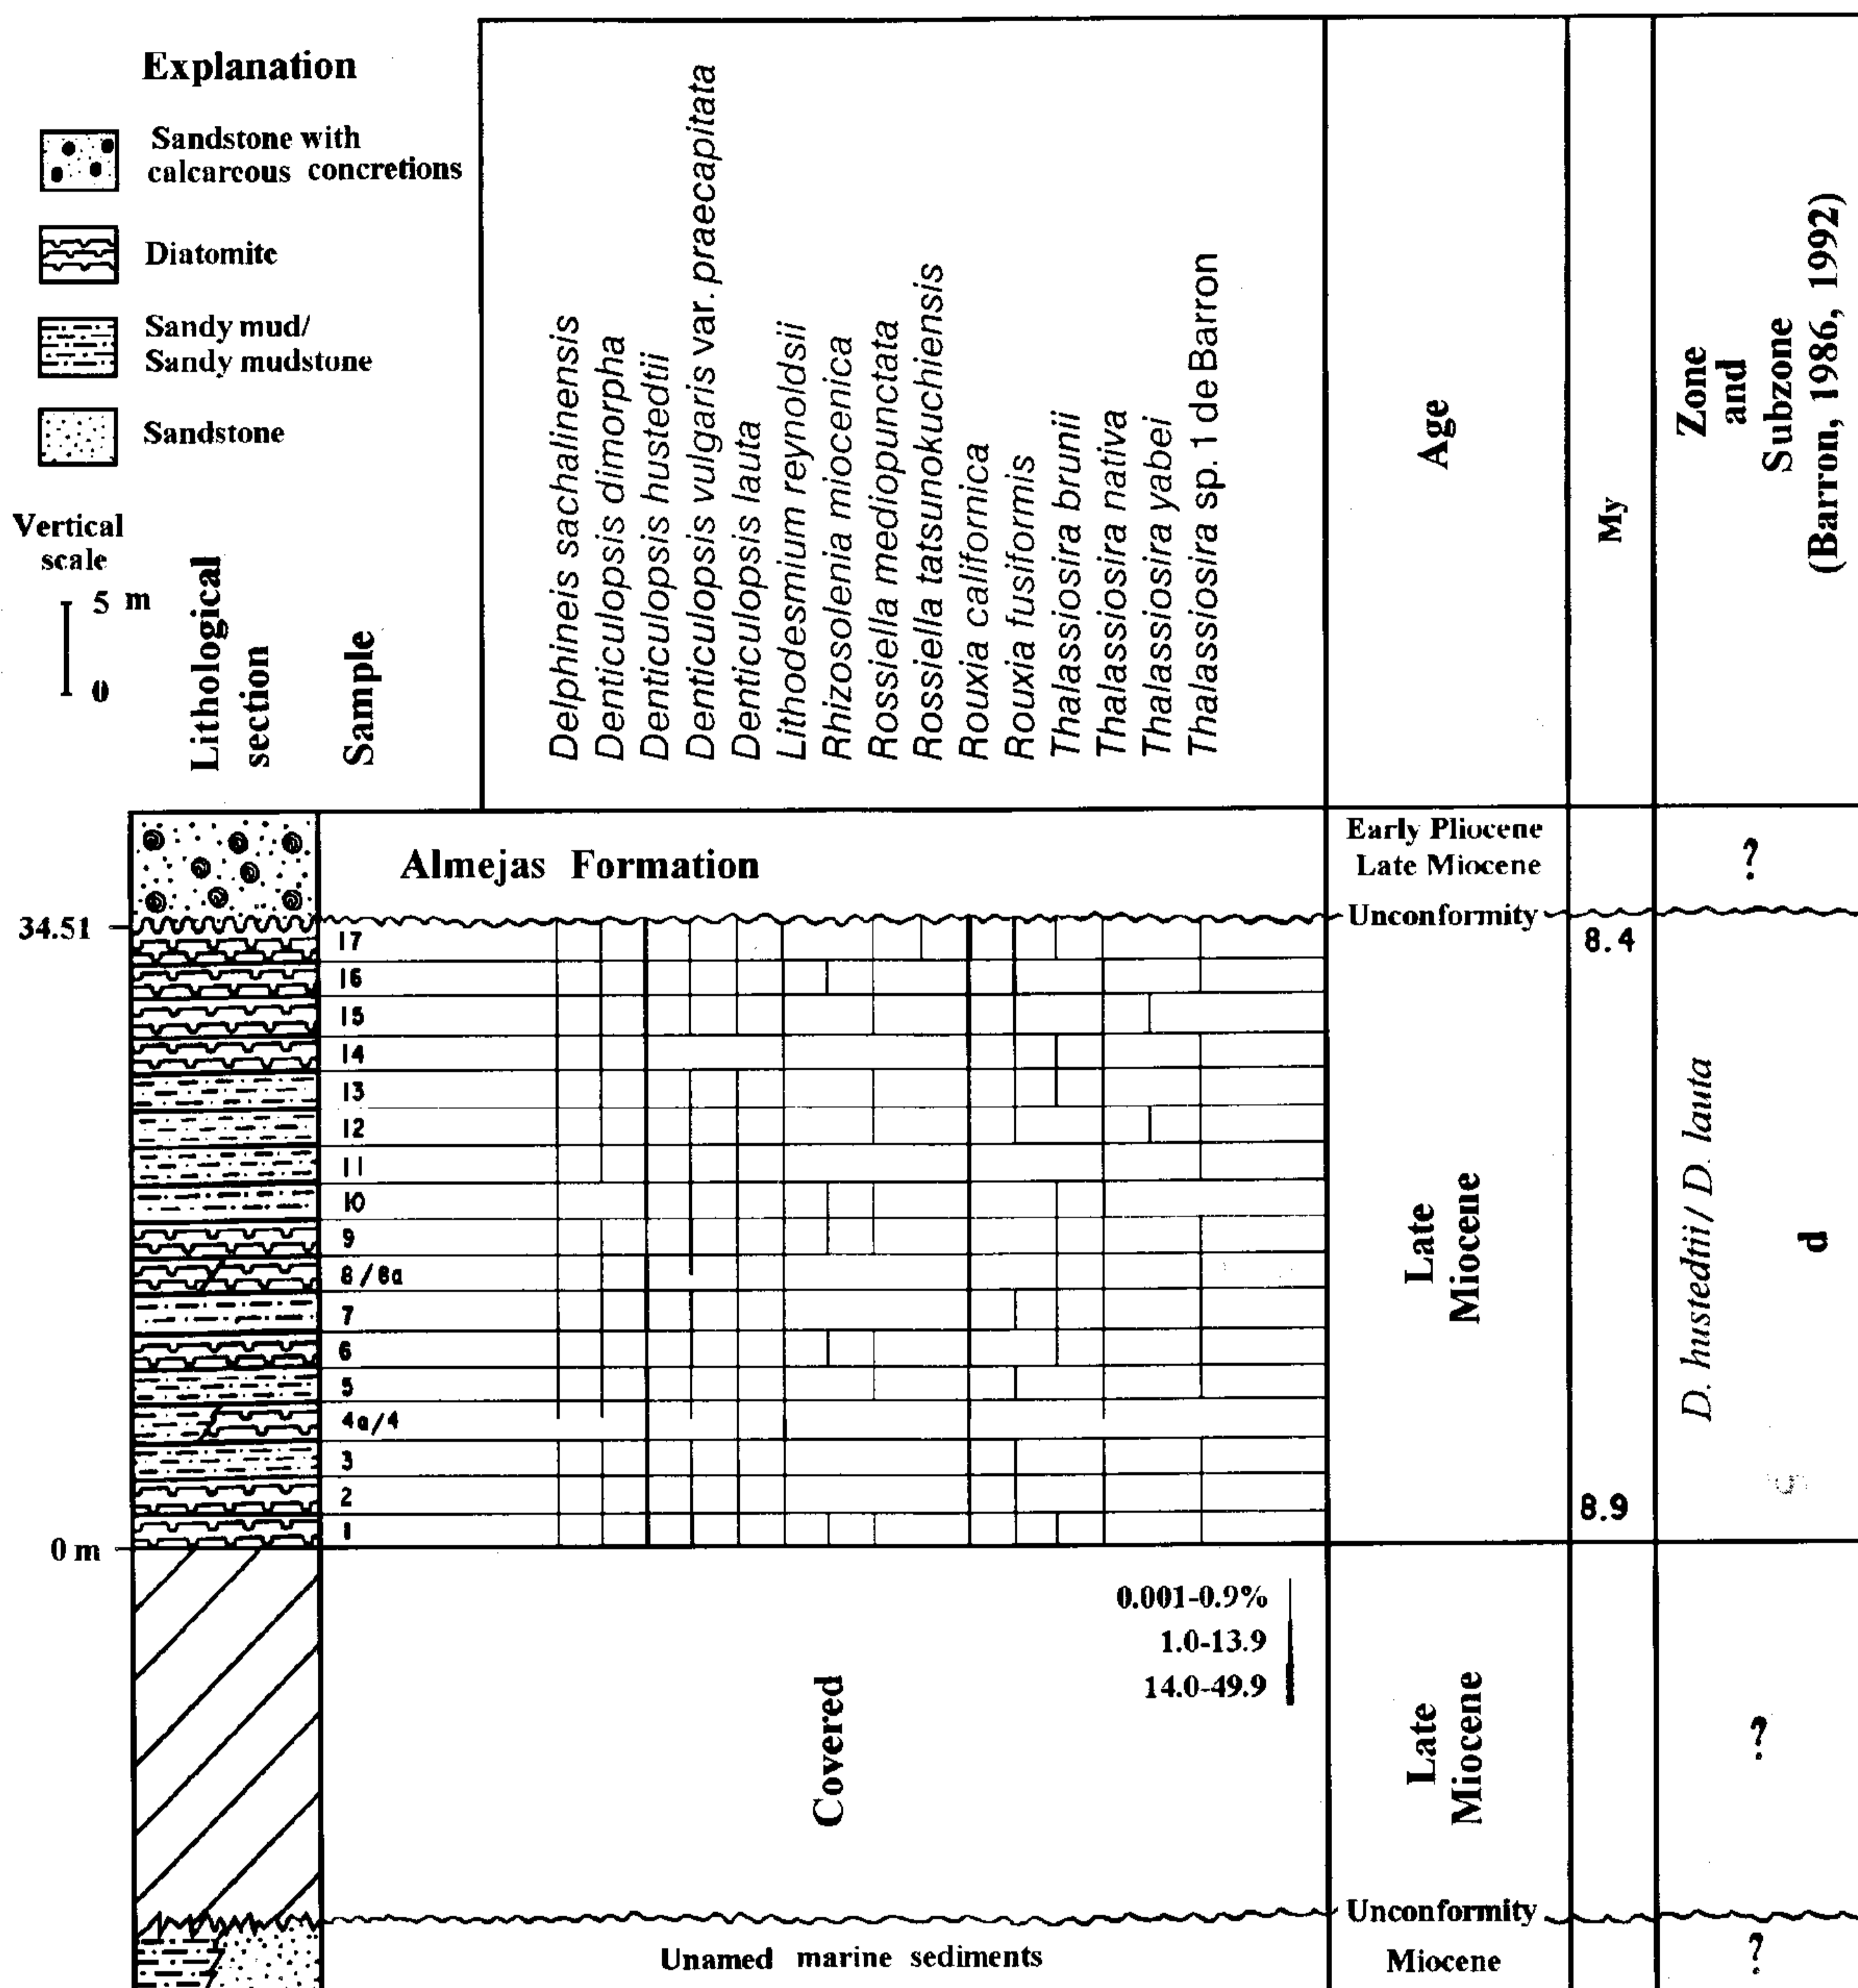 Explanation
Sandstone with
calcarcous concretions
Diatomite
Sandy mud/
Sandy mudstone
Sandstone
Vertical
scale
5 m
0
Lithological
section
Sample
Delphineis sachalinensis
Denticulopsis dimorpha
Denticulopsis hustedtii
Denticulopsis vulgaris var. praecapitata
Denticulopsis lauta
Lithodesmium reynoldsii
Rhizosolenia miocenica
Rossiella mediopunctata
Rossiella tatsunokuchiensis
Rouxia californica
Rouxia fusiformis
Thalassiosira brunii
Thalassiosira nativa
Thalassiosira yabei
Thalassiosira sp. 1 de Barron
Age
My
Zone
and
Subzone
(Barron, 1986, 1992)
Almejas Formation
Early Pliocene
Late Miocene
?
34.51
Unconformity
17
8.4
16
15
14
13
12
11
10
9
8/8a
7
6
5
4a/4
3
2
1
Late
Miocene
8.9
D. hustedtii/ D. lauta
d
0 m
0.001-0.9%
1.0-13.9
14.0-49.9
Covered
Late
Miocene
?
Unconformity
Unamed marine sediments
Miocene
?